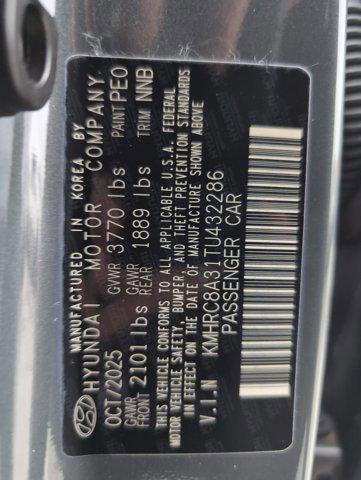 MANUFACTURED IN KOREA BY
HYUNDAI MOTOR COMPANY
OCT/2025 GVWR 3770 lbs PAINT PEO
GAWR FRONT 2101 lbs GAWR REAR 1889 lbs TRIM NNB
THIS VEHICLE CONFORMS TO ALL APPLICABLE U.S.A. FEDERAL
MOTOR VEHICLE SAFETY, BUMPER, AND THEFT PREVENTION STANDARDS
IN EFFECT ON THE DATE OF MANUFACTURE SHOWN ABOVE
V.I.N KMHRC8A31TU432286
PASSENGER CAR